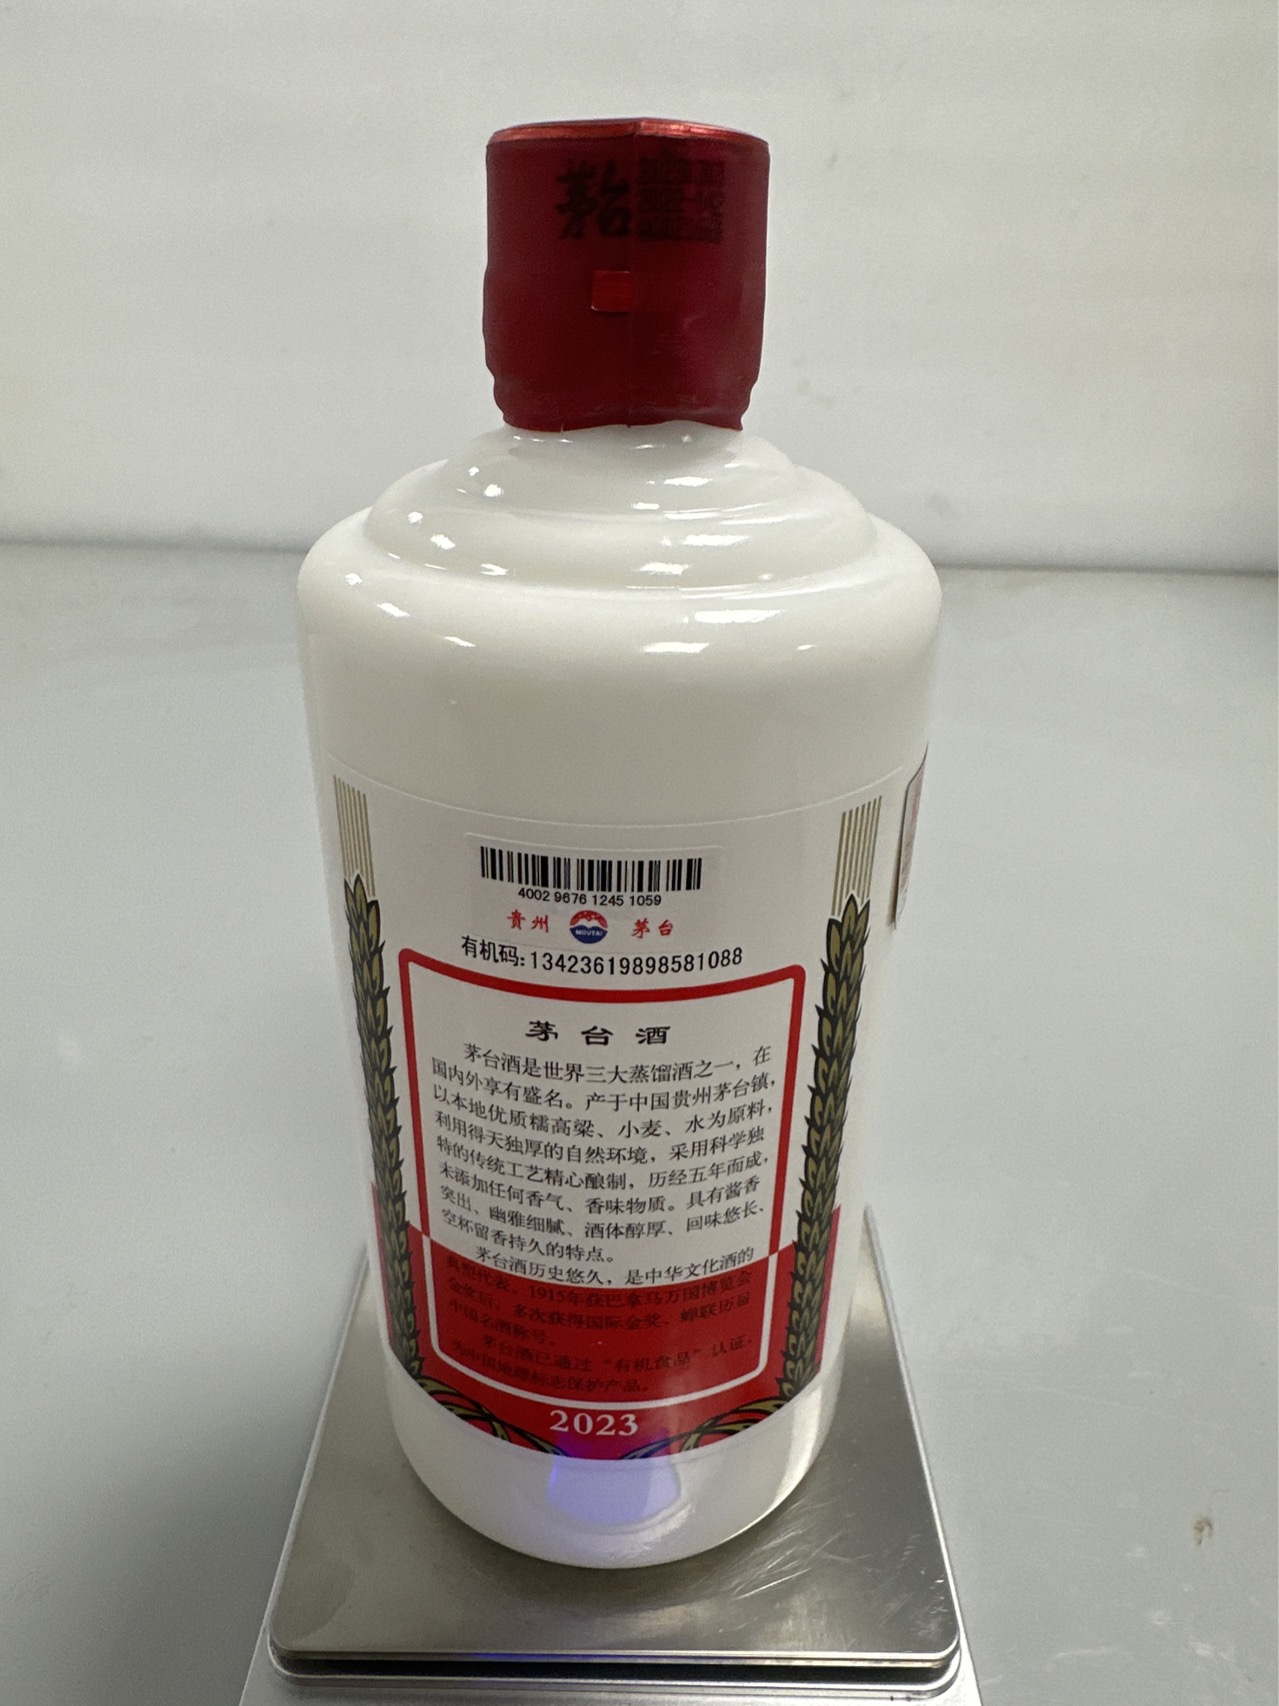 茅台
4002 9676 1245 1059
贵州 MOUTAI 茅台
有机码:13423619898581088
茅台酒
茅台酒是世界三大蒸馏酒之一，在
国内外享有盛名。产于中国贵州茅台镇，
以本地优质糯高粱、小麦、水为原料，
利用得天独厚的自然环境，采用科学独
特的传统工艺精心酿制，历经五年而成，
未添加任何香气、香味物质。具有酱香
突出、幽雅细腻、酒体醇厚、回味悠长、
空杯留香持久的特点。
茅台酒历史悠久，是中华文化酒的
典型代表。1915年获巴拿马万国博览会
金奖后，多次获得国际金奖、蝉联历届
中国名酒称号。
茅台酒已通过“有机食品”认证，
为中国地理标志保护产品。
2023